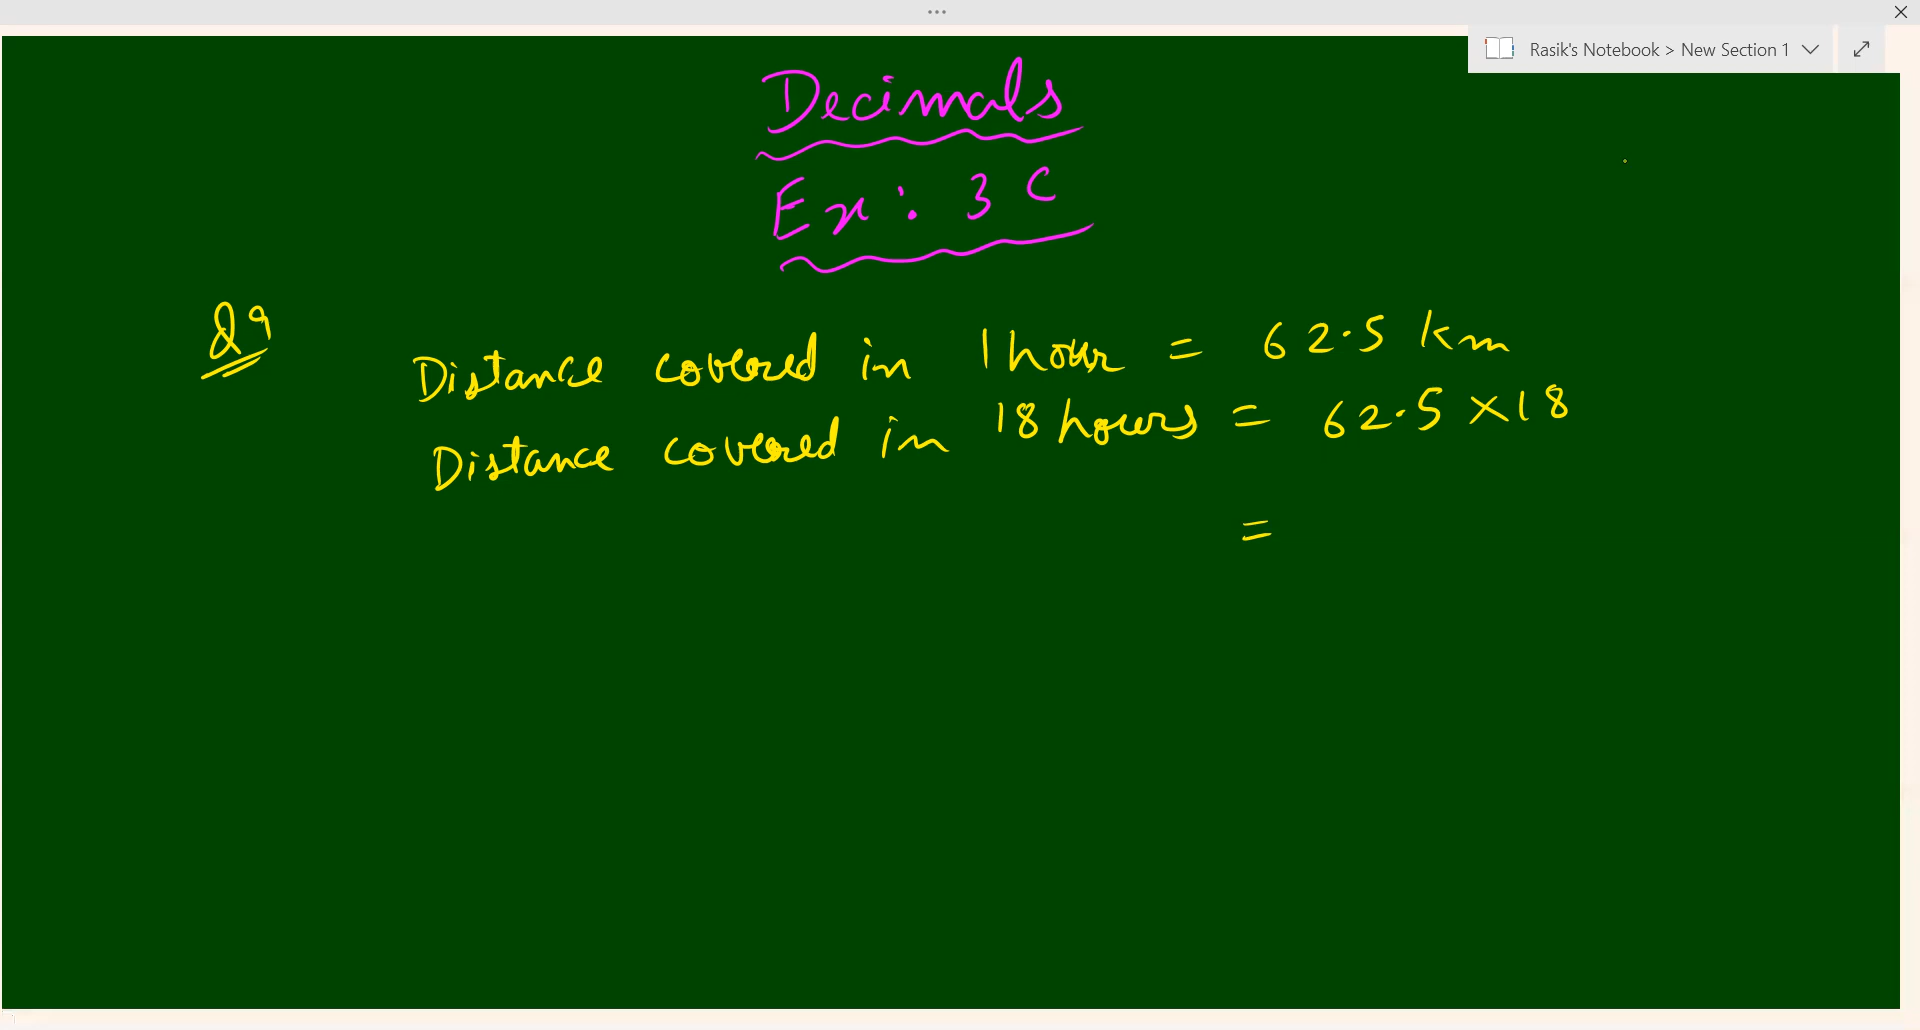 Rasik's Notebook > New Section 1
Decimals
Ex: 3 C
Q9 Distance covered in 1 hour = 62.5 km
Distance covered in 18 hours = 62.5 × 18
=